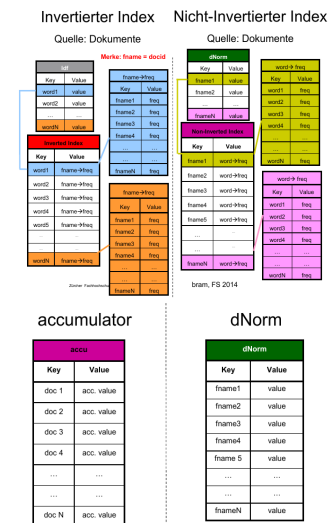 Invertierter Index
Quelle: Dokumente
Merke: fname = docid
Idf
Key Value
word1 value
word2 value
... ...
wordN value
Inverted Index
Key Value
word1 fname→freq
word2 fname→freq
word3 fname→freq
word4 fname→freq
word5 fname→freq
. .
. .
wordN fname→freq
fname→freq
Key Value
fname1 freq
fname2 freq
fname3 freq
fname4 freq
... ...
... ...
fnameN freq
fname→freq
Key Value
fname1 freq
fname2 freq
fname3 freq
fname4 freq
... ...
... ...
fnameN freq
Zürcher Fachhochschule
Nicht-Invertierter Index
Quelle: Dokumente
dNorm
Key Value
fname1 value
fname2 value
... ...
fnameN value
Non-inverted Index
Key Value
fname1 word→freq
fname2 word→freq
fname3 word→freq
fname4 word→freq
fname5 word→freq
. .
. .
fnameN word→freq
word→ freq
Key Value
word1 freq
word2 freq
word3 freq
word4 freq
... ...
... ...
wordN freq
word→ freq
Key Value
word1 freq
word2 freq
word3 freq
word4 freq
... ...
... ...
wordN freq
bram, FS 2014
accumulator
accu
Key Value
doc 1 acc. value
doc 2 acc. value
doc 3 acc. value
doc 4 acc. value
... ...
... ...
doc N acc. value
dNorm
dNorm
Key Value
fname1 value
fname2 value
fname3 value
fname4 value
fname 5 value
... ...
... ...
fnameN value